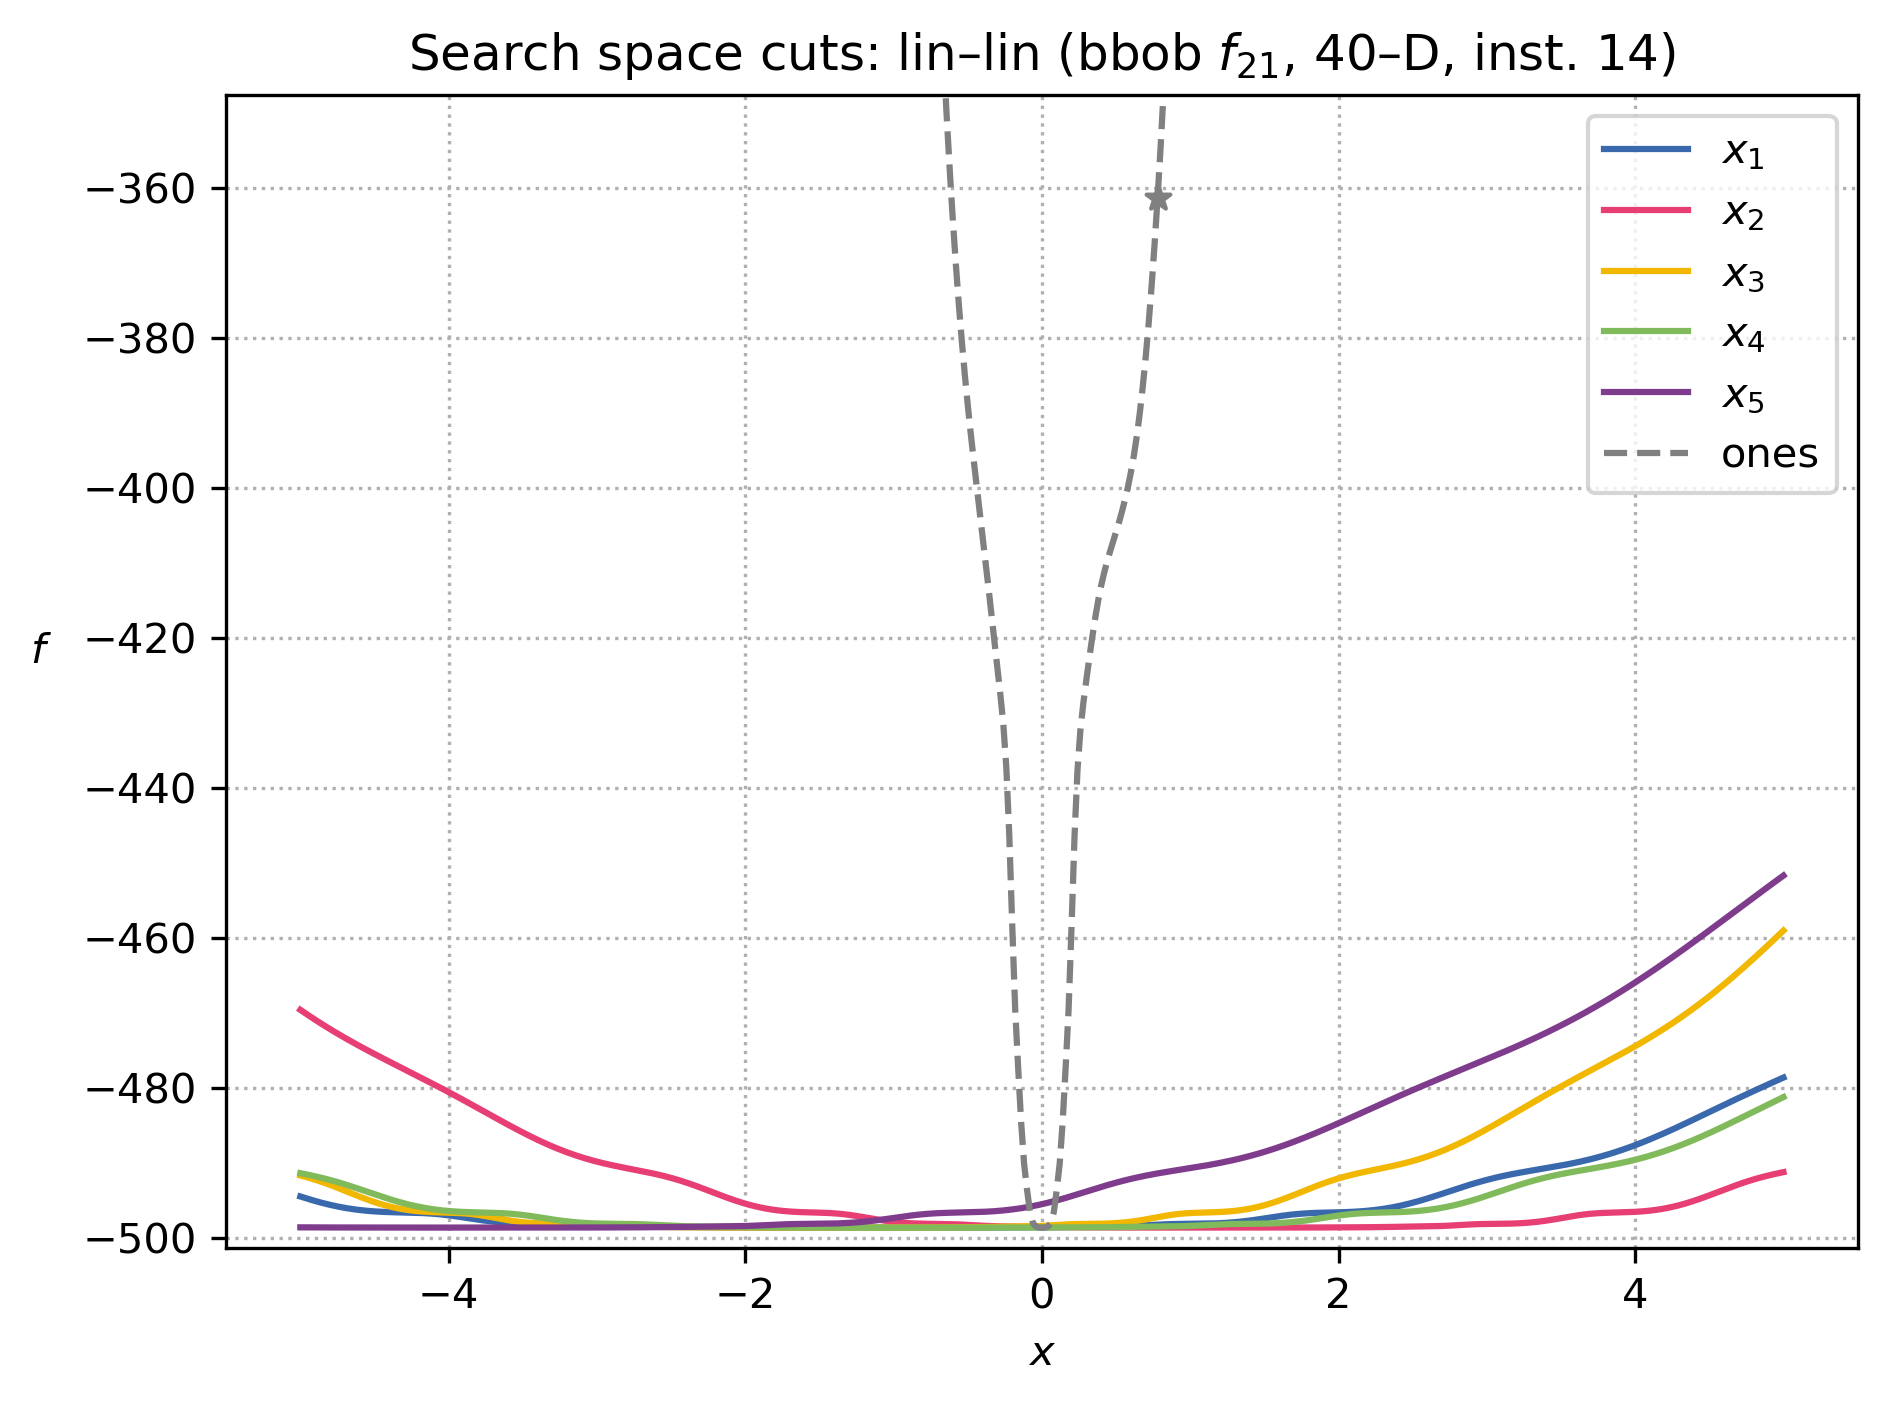 Search space cuts: lin–lin (bbob f21, 40–D, inst. 14)
x1
x2
x3
x4
x5
ones
f
−360
−380
−400
−420
−440
−460
−480
−500
−4 −2 0 2 4
x